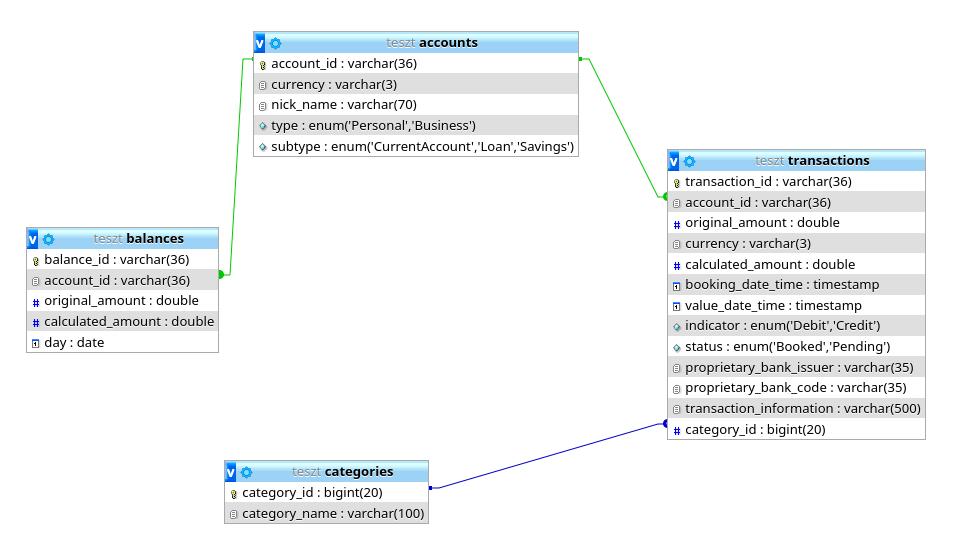 v teszt accounts
account_id : varchar(36)
currency : varchar(3)
nick_name : varchar(70)
type : enum('Personal','Business')
subtype : enum('CurrentAccount','Loan','Savings')
v teszt transactions
transaction_id : varchar(36)
account_id : varchar(36)
# original_amount : double
currency : varchar(3)
# calculated_amount : double
booking_date_time : timestamp
value_date_time : timestamp
indicator : enum('Debit','Credit')
status : enum('Booked','Pending')
proprietary_bank_issuer : varchar(35)
proprietary_bank_code : varchar(35)
transaction_information : varchar(500)
# category_id : bigint(20)
v teszt balances
balance_id : varchar(36)
account_id : varchar(36)
# original_amount : double
# calculated_amount : double
day : date
v teszt categories
category_id : bigint(20)
category_name : varchar(100)